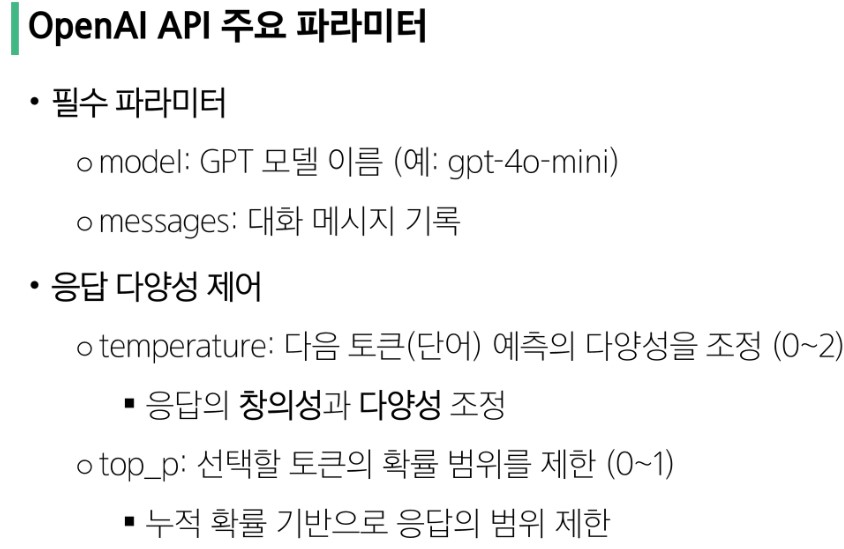 OpenAI API 주요 파라미터
• 필수 파라미터
○ model: GPT 모델 이름 (예: gpt-4o-mini)
○ messages: 대화 메시지 기록
• 응답 다양성 제어
○ temperature: 다음 토큰(단어) 예측의 다양성을 조정 (0~2)
▪ 응답의 창의성과 다양성 조정
○ top_p: 선택할 토큰의 확률 범위를 제한 (0~1)
▪ 누적 확률 기반으로 응답의 범위 제한